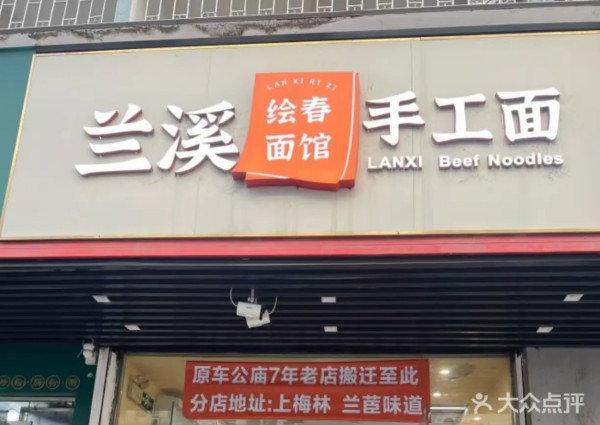 兰溪
LAN XI RI ZI
绘春
面馆
手工面
LANXI Beef Noodles
原车公庙7年老店搬迁至此
分店地址:上梅林 兰茝味道
大众点评